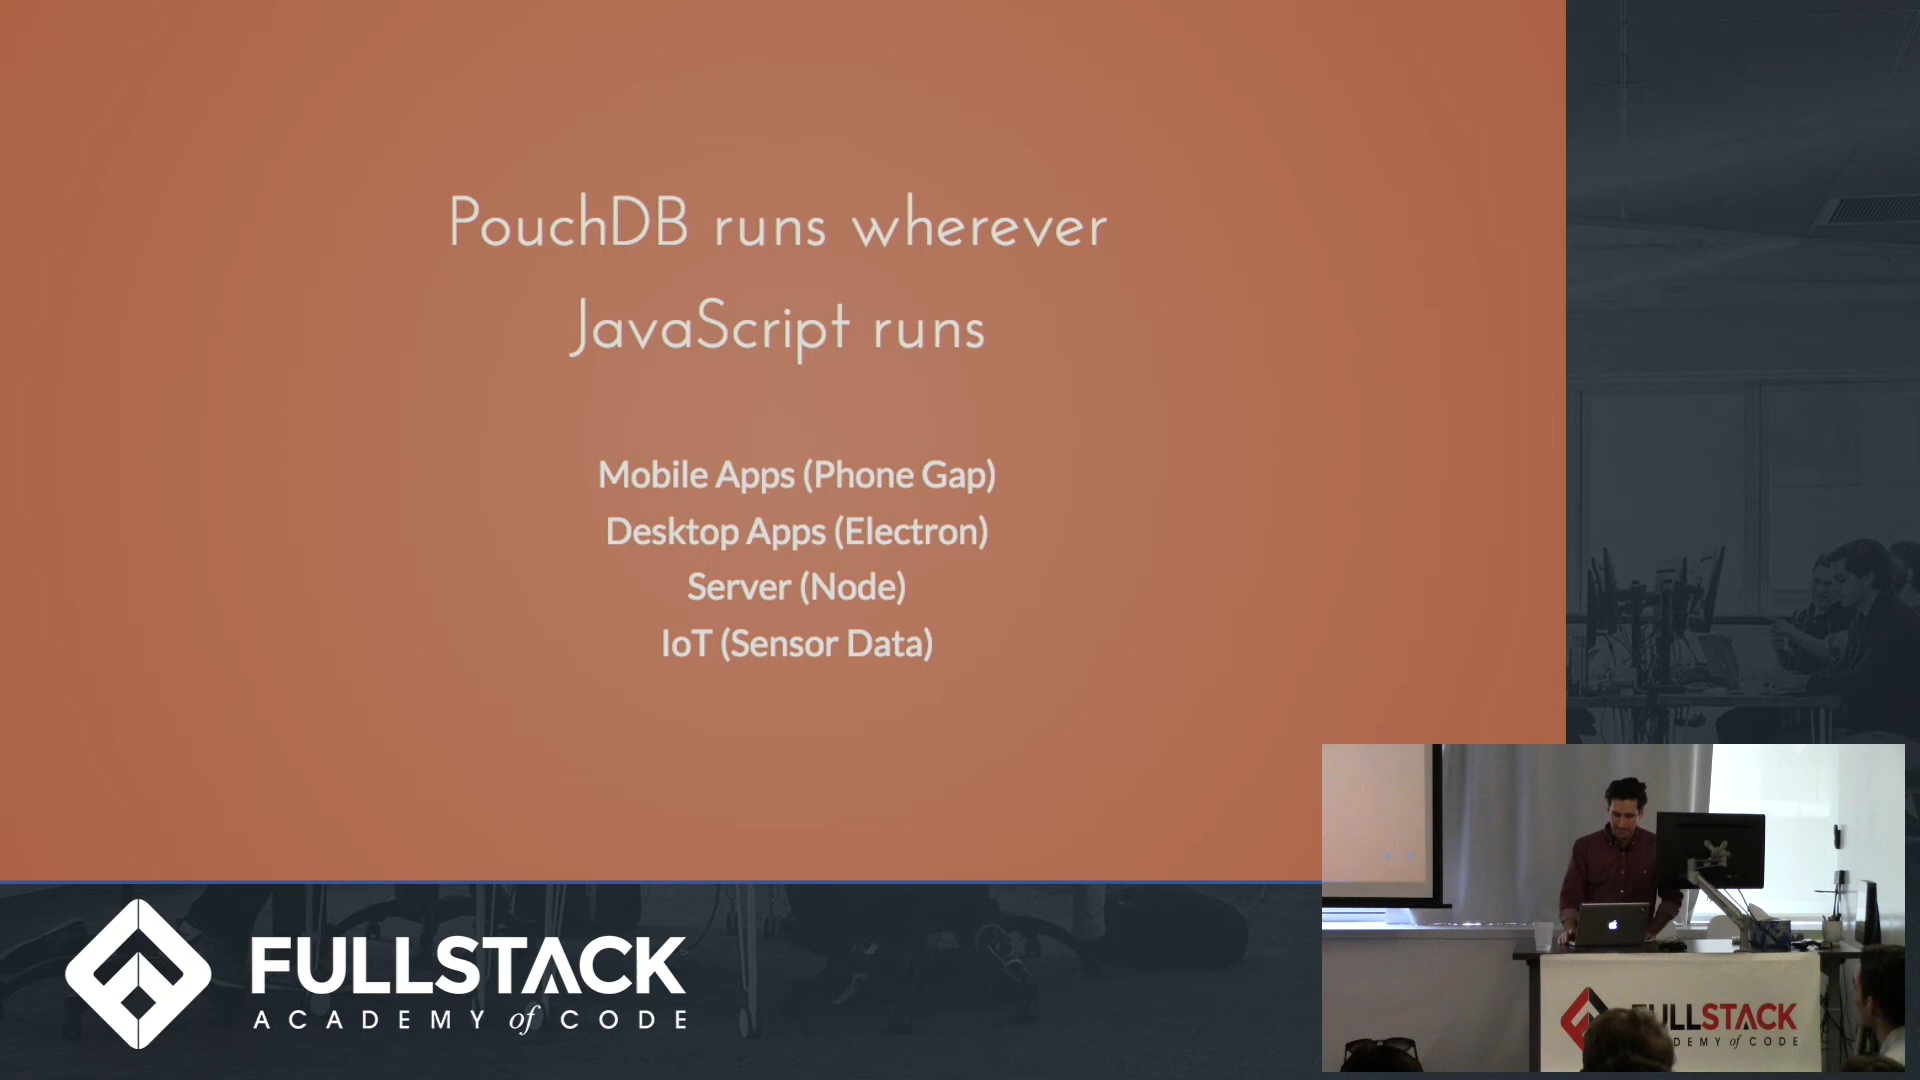 PouchDB runs wherever
JavaScript runs
Mobile Apps (Phone Gap)
Desktop Apps (Electron)
Server (Node)
IoT (Sensor Data)
FULLSTACK
ACADEMY of CODE
ULLSTACK
DEMY of CODE